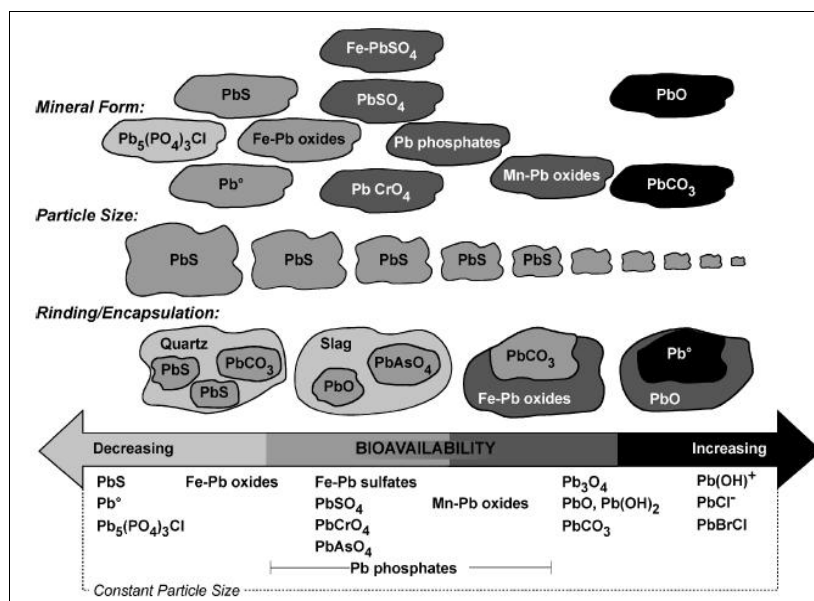 Fe-PbSO₄
Mineral Form:
PbS
PbSO₄
PbO
Pb₅(PO₄)₃Cl
Fe-Pb oxides
Pb phosphates
Pb°
Pb CrO₄
Mn-Pb oxides
PbCO₃
Particle Size:
PbS
PbS
PbS
PbS
PbS
Rinding/Encapsulation:
Quartz
PbS
PbCO₃
PbS
Slag
PbAsO₄
PbO
PbCO₃
Fe-Pb oxides
Pb°
PbO
Decreasing
BIOAVAILABILITY
Increasing
PbS
Fe-Pb oxides
Fe-Pb sulfates
Pb₃O₄
Pb(OH)⁺
Pb°
PbSO₄
Mn-Pb oxides
PbO, Pb(OH)₂
PbCl⁻
Pb₅(PO₄)₃Cl
PbCrO₄
PbCO₃
PbBrCl
PbAsO₄
Pb phosphates
Constant Particle Size